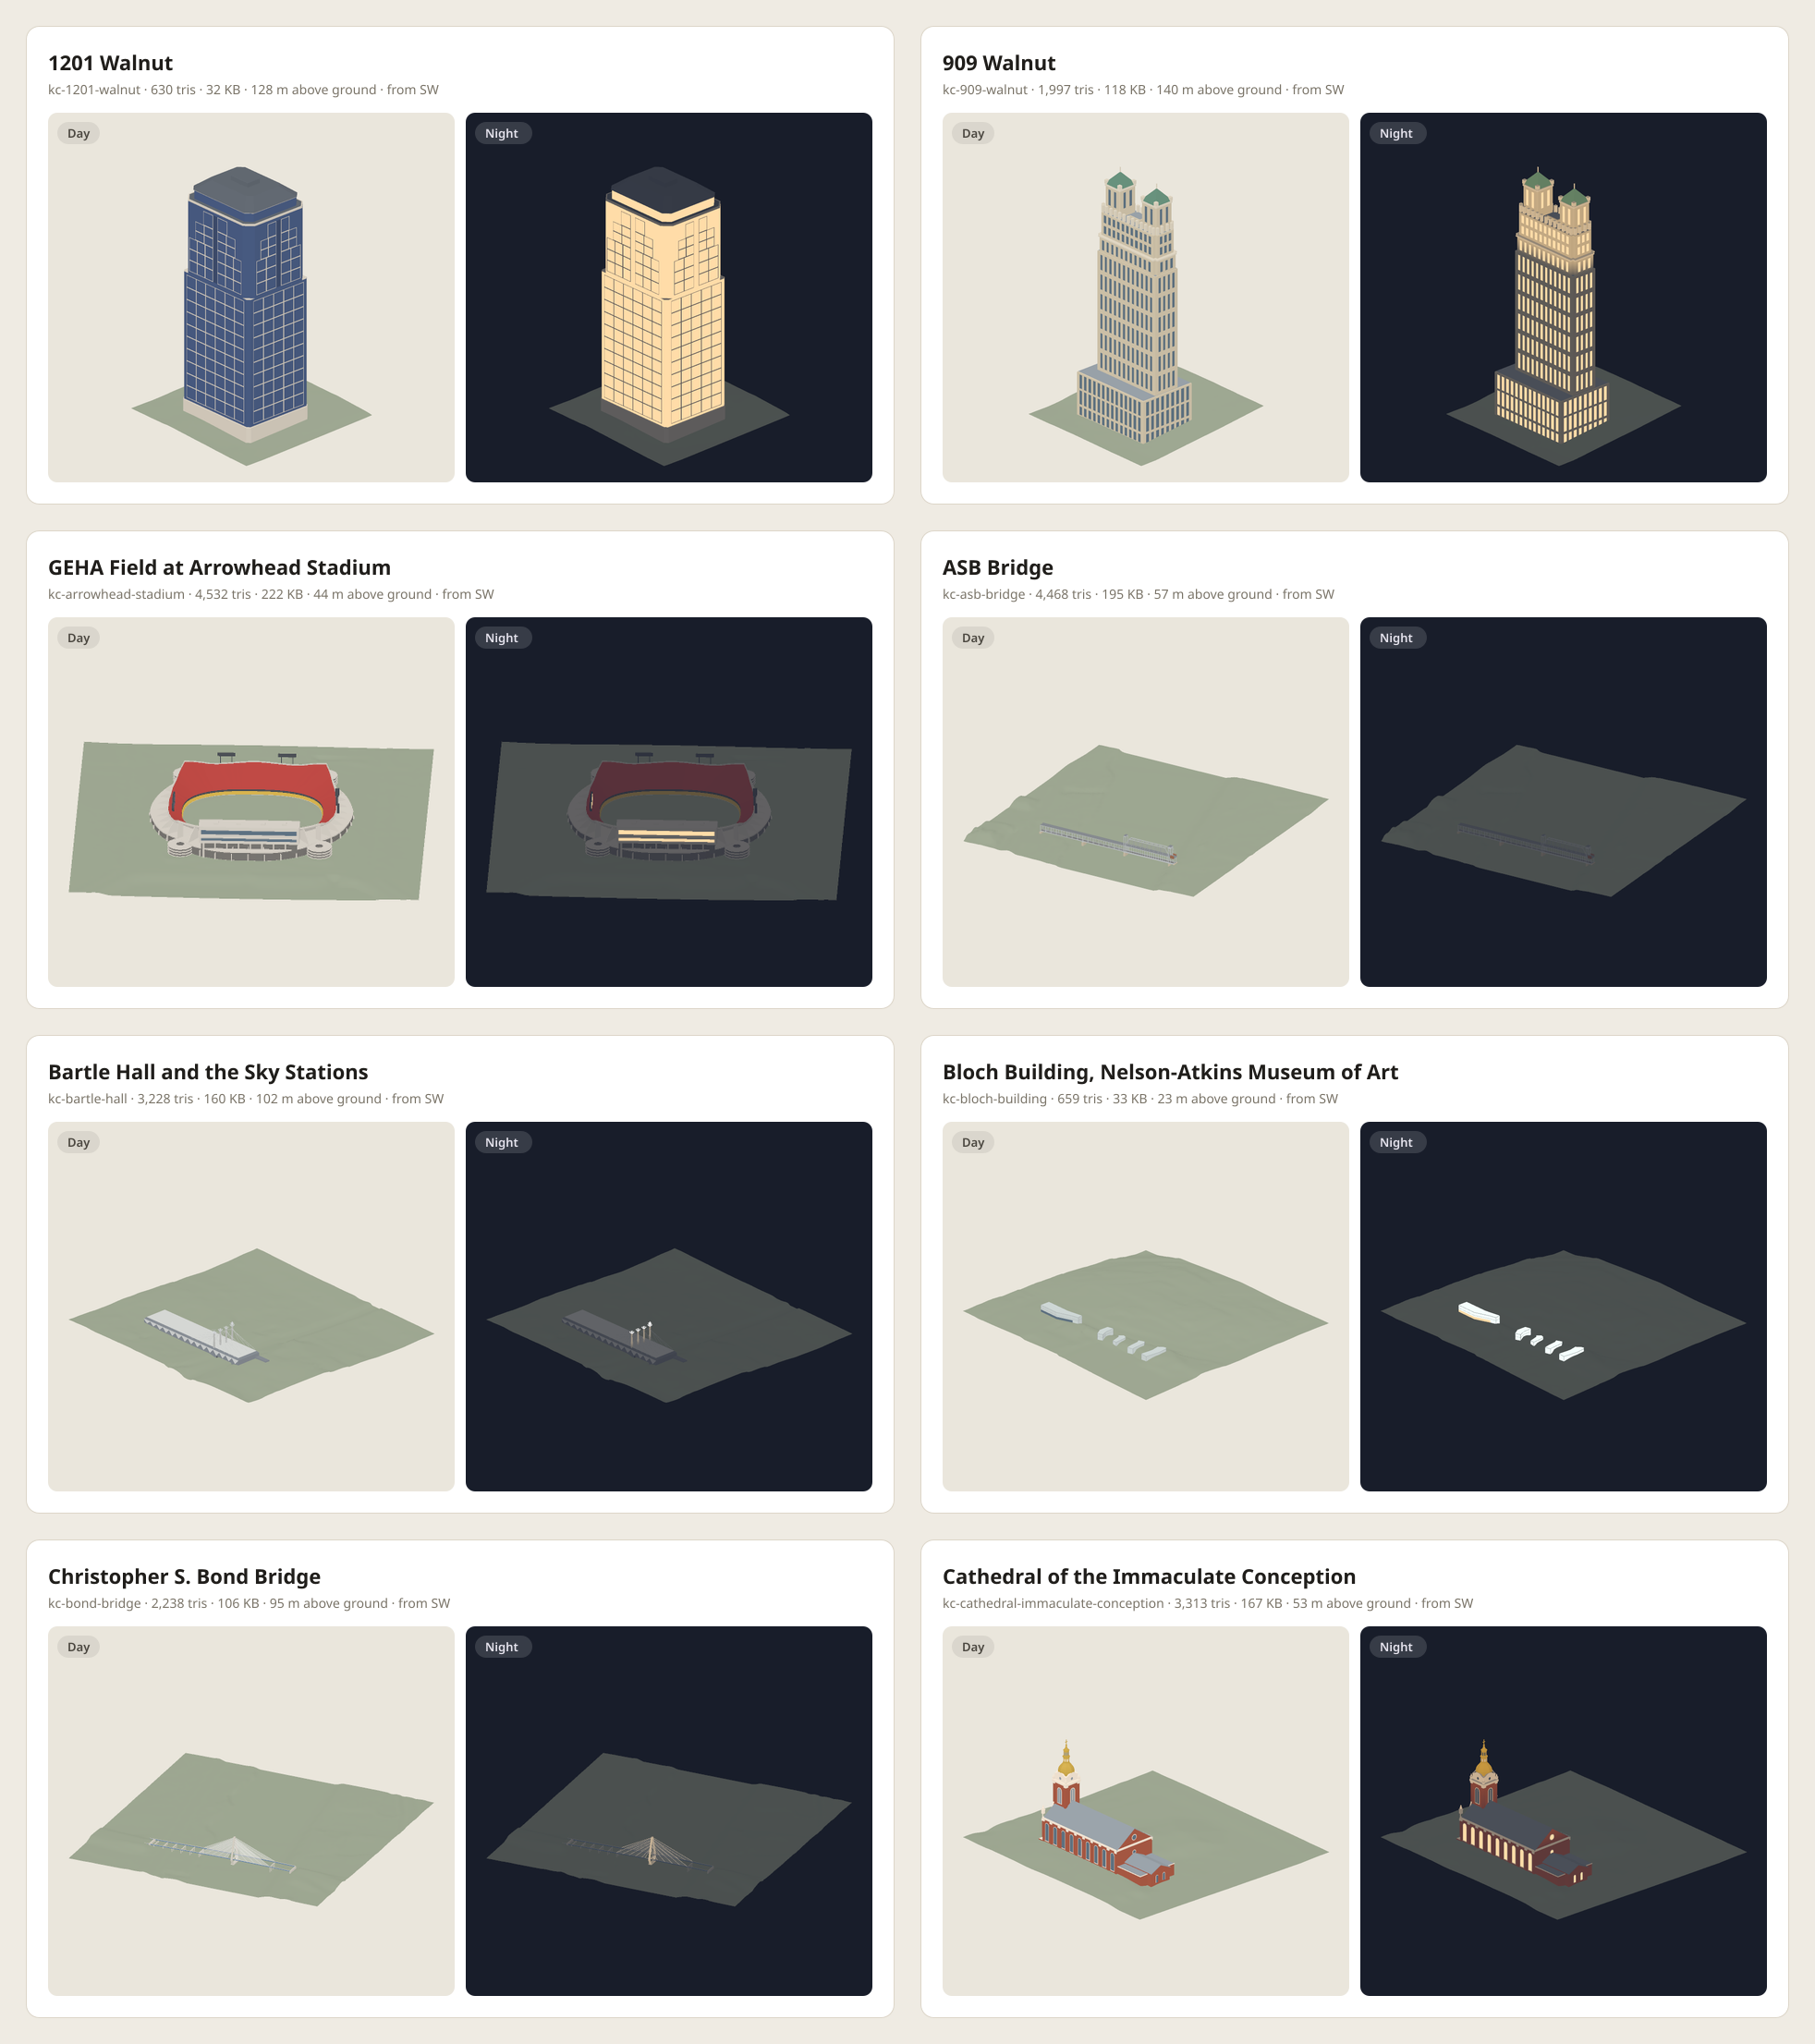 1201 Walnut
kc-1201-walnut · 630 tris · 32 KB · 128 m above ground · from SW
Day
Night
909 Walnut
kc-909-walnut · 1,997 tris · 118 KB · 140 m above ground · from SW
Day
Night
GEHA Field at Arrowhead Stadium
kc-arrowhead-stadium · 4,532 tris · 222 KB · 44 m above ground · from SW
Day
Night
ASB Bridge
kc-asb-bridge · 4,468 tris · 195 KB · 57 m above ground · from SW
Day
Night
Bartle Hall and the Sky Stations
kc-bartle-hall · 3,228 tris · 160 KB · 102 m above ground · from SW
Day
Night
Bloch Building, Nelson-Atkins Museum of Art
kc-bloch-building · 659 tris · 33 KB · 23 m above ground · from SW
Day
Night
Christopher S. Bond Bridge
kc-bond-bridge · 2,238 tris · 106 KB · 95 m above ground · from SW
Day
Night
Cathedral of the Immaculate Conception
kc-cathedral-immaculate-conception · 3,313 tris · 167 KB · 53 m above ground · from SW
Day
Night